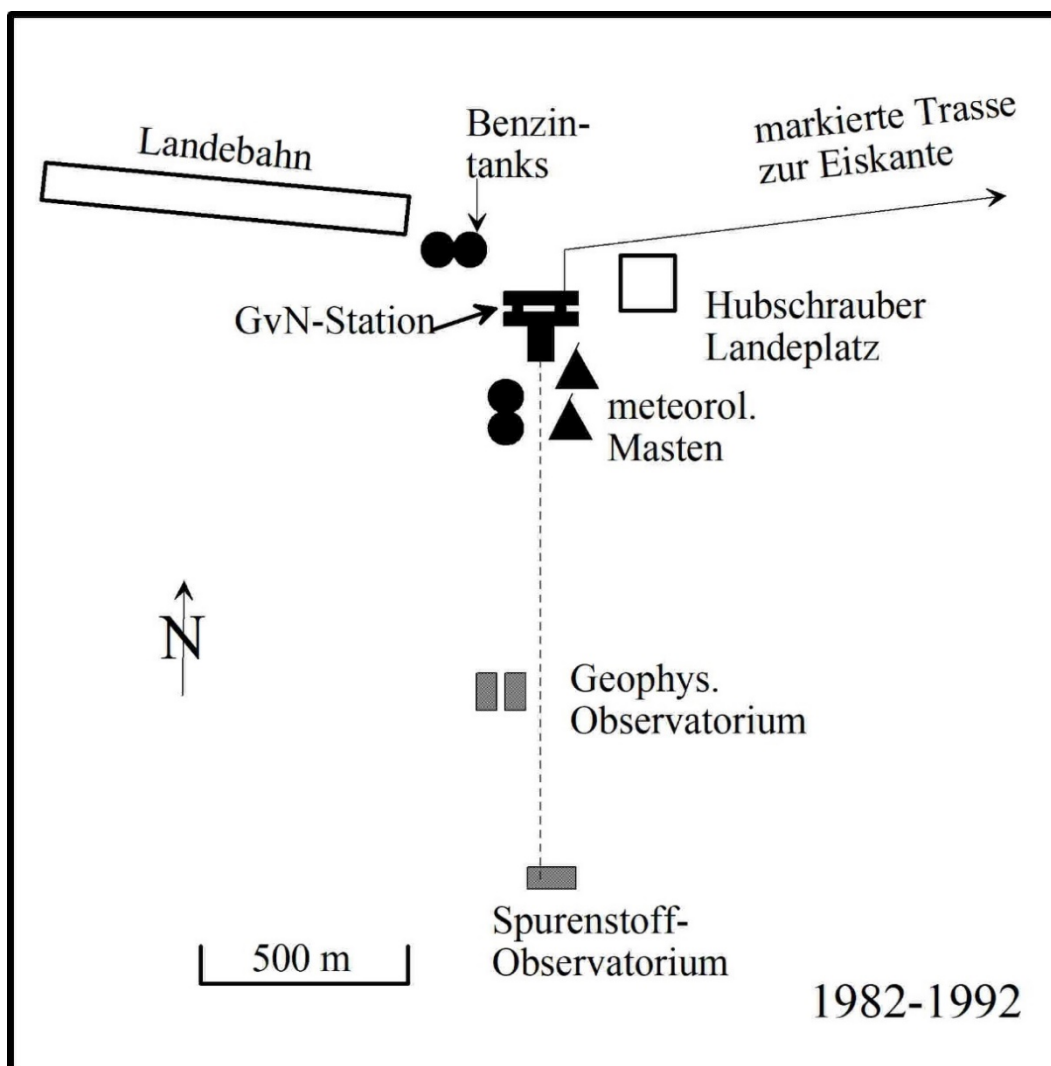 Landebahn
Benzin-
tanks
markierte Trasse
zur Eiskante
GvN-Station
Hubschrauber
Landeplatz
meteorol.
Masten
N
Geophys.
Observatorium
Spurenstoff-
Observatorium
500 m
1982-1992